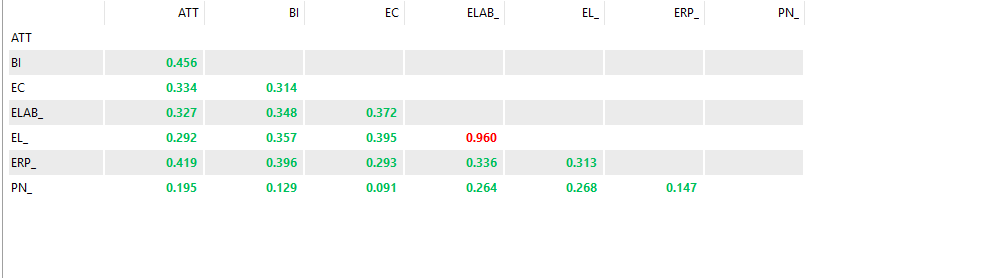 ATT BI EC ELAB_ EL_ ERP_ PN_
ATT
BI 0.456
EC 0.334 0.314
ELAB_ 0.327 0.348 0.372
EL_ 0.292 0.357 0.395 0.960
ERP_ 0.419 0.396 0.293 0.336 0.313
PN_ 0.195 0.129 0.091 0.264 0.268 0.147